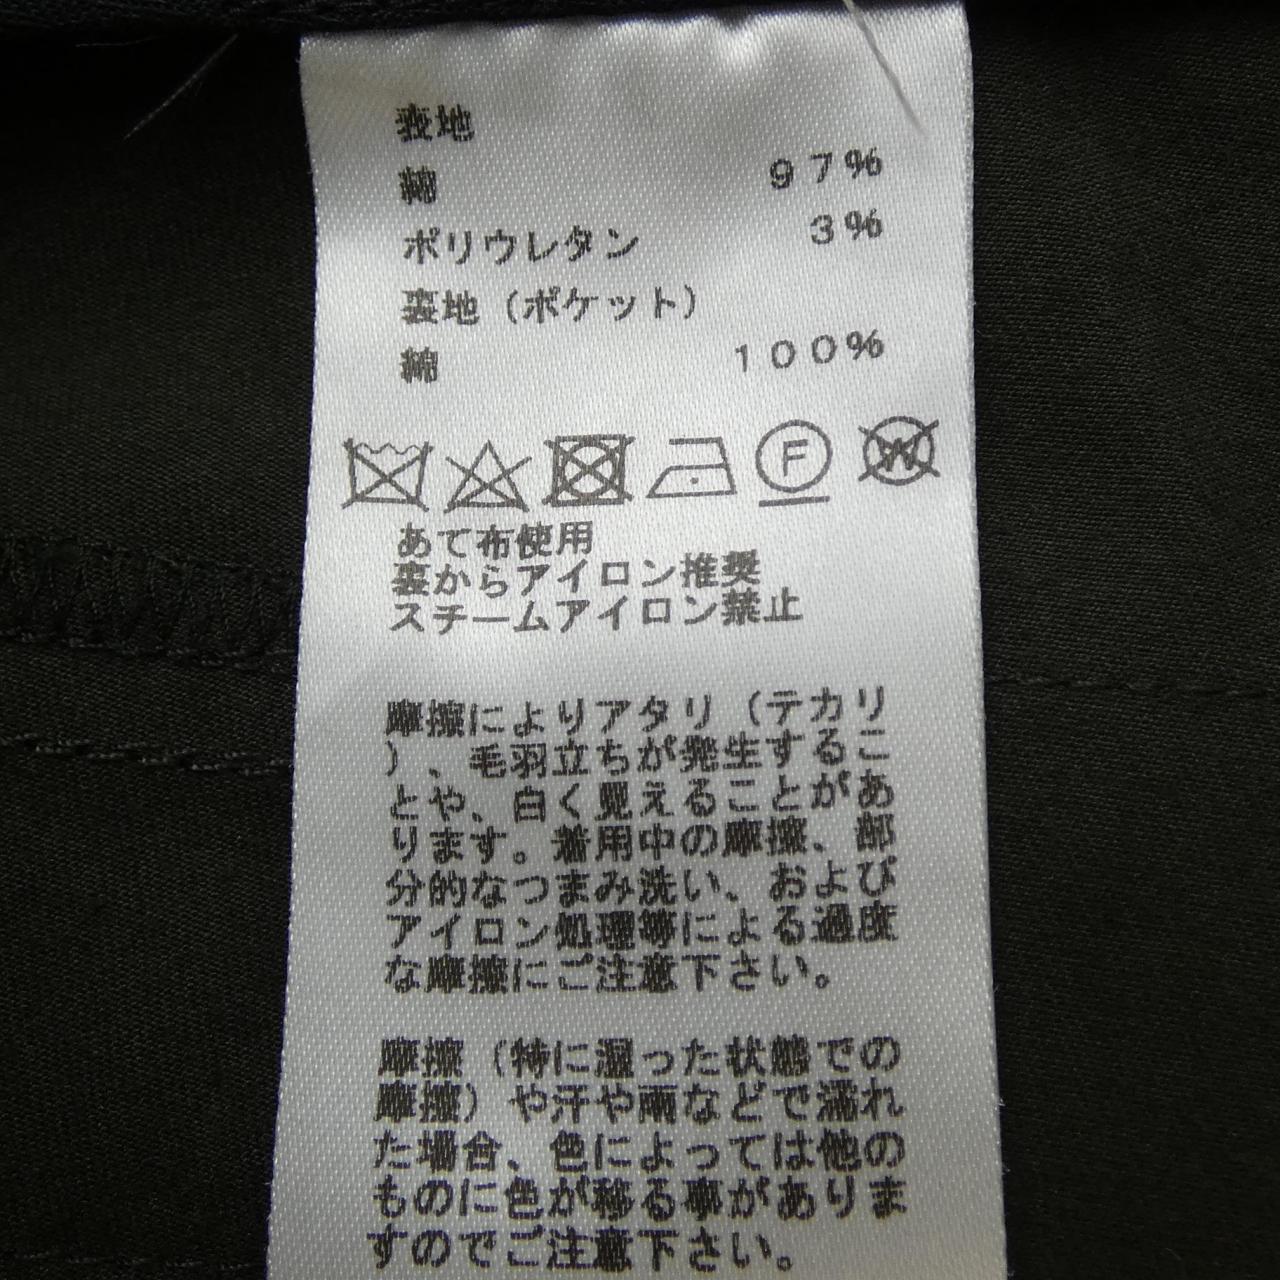 表地
綿 97%
ポリウレタン 3%
裏地（ポケット）
綿 100%
F W
あて布使用
裏からアイロン推奨
スチームアイロン禁止
摩擦によりアタリ（テカリ
）、毛羽立ちが発生するこ
とや、白く見えることがあ
ります。着用中の摩擦、部
分的なつまみ洗い、および
アイロン処理等による過度
な摩擦にご注意下さい。
摩擦（特に湿った状態での
摩擦）や汗や雨などで濡れ
た場合、色によっては他の
ものに色が移る事がありま
すのでご注意下さい。